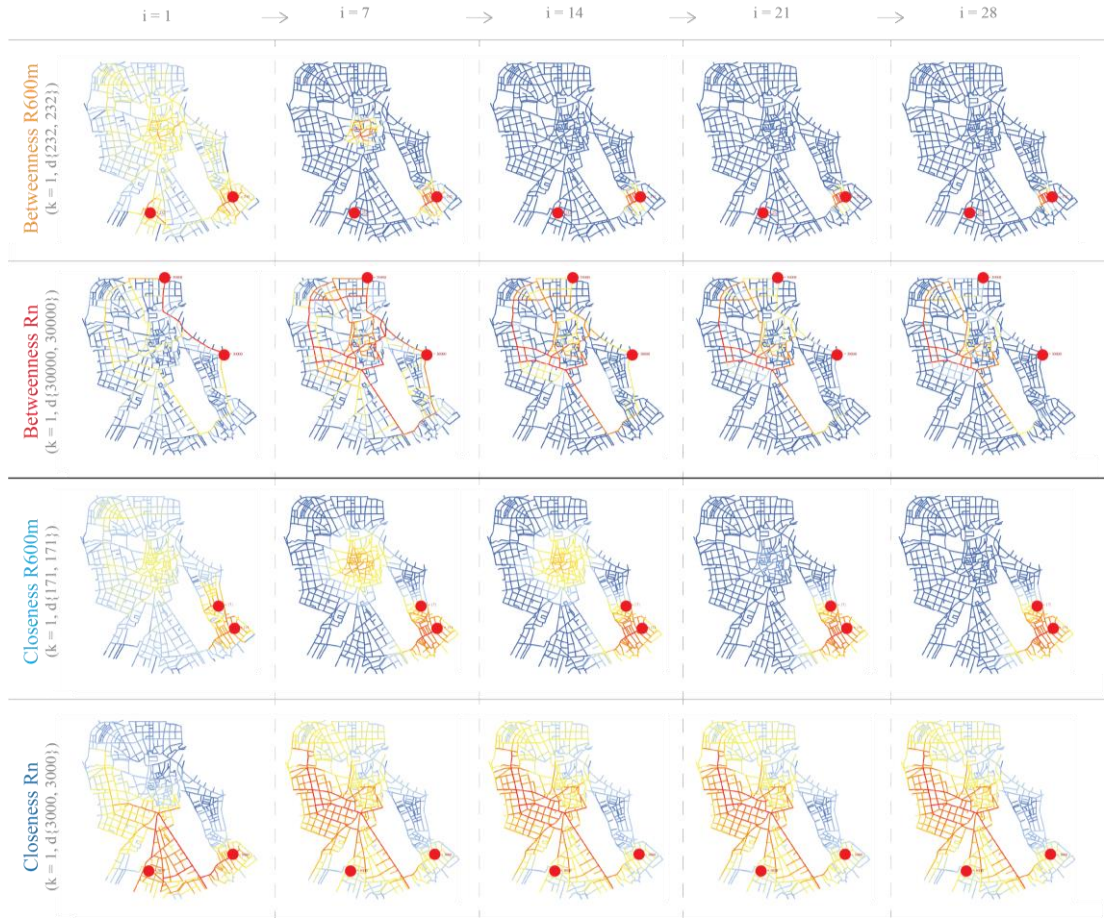 i = 1
i = 7
i = 14
i = 21
i = 28
Betweenness R600m
(k = 1, d{232, 232})
Betweenness Rn
(k = 1, d{30000, 30000})
Closeness R600m
(k = 1, d{171, 171})
Closeness Rn
(k = 1, d{3000, 3000})